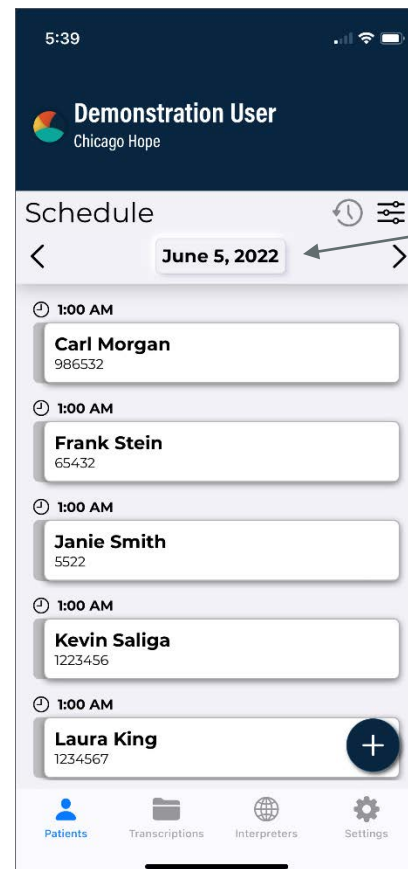 5:39
Demonstration User
Chicago Hope
Schedule
June 5, 2022
1:00 AM
Carl Morgan
986532
1:00 AM
Frank Stein
65432
1:00 AM
Janie Smith
5522
1:00 AM
Kevin Saliga
1223456
1:00 AM
Laura King
1234567
Patients Transcriptions Interpreters Settings